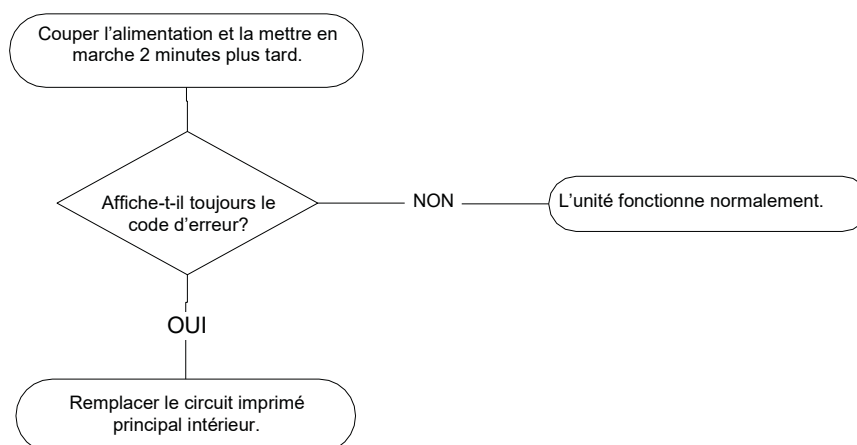 Couper l’alimentation et la mettre en
marche 2 minutes plus tard.
Affiche-t-il toujours le
code d’erreur?
NON
L’unité fonctionne normalement.
OUI
Remplacer le circuit imprimé
principal intérieur.